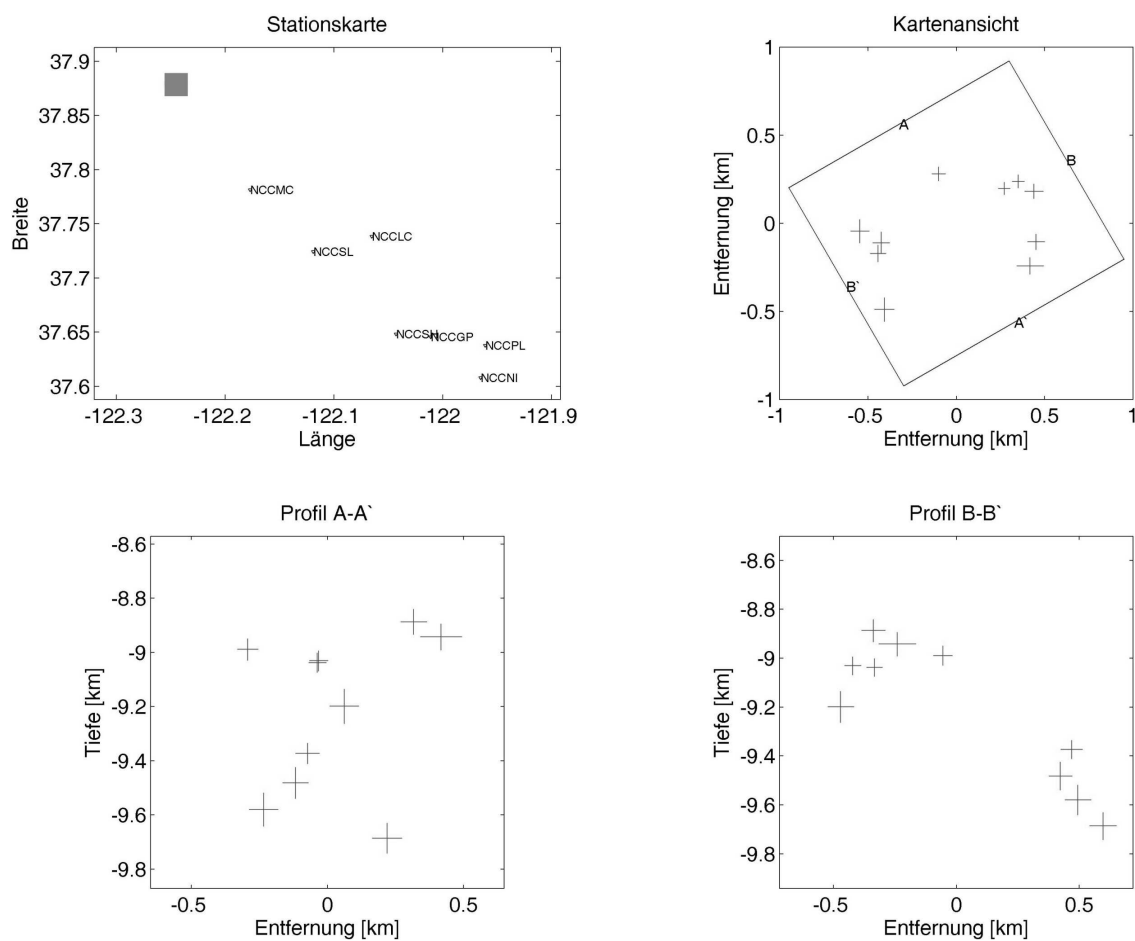 Stationskarte
37.9
37.85
37.8
37.75
37.7
37.65
37.6
Breite
NCCMC
NCCLC
NCCSL
NCCSH
NCCGP
NCCPL
NCCNI
-122.3
-122.2
-122.1
-122
-121.9
Länge
Kartenansicht
1
0.5
0
-0.5
-1
Entfernung [km]
A
B
B`
A`
-1
-0.5
0
0.5
1
Entfernung [km]
Profil A-A`
-8.6
-8.8
-9
-9.2
-9.4
-9.6
-9.8
Tiefe [km]
-0.5
0
0.5
Entfernung [km]
Profil B-B`
-8.6
-8.8
-9
-9.2
-9.4
-9.6
-9.8
Tiefe [km]
-0.5
0
0.5
Entfernung [km]